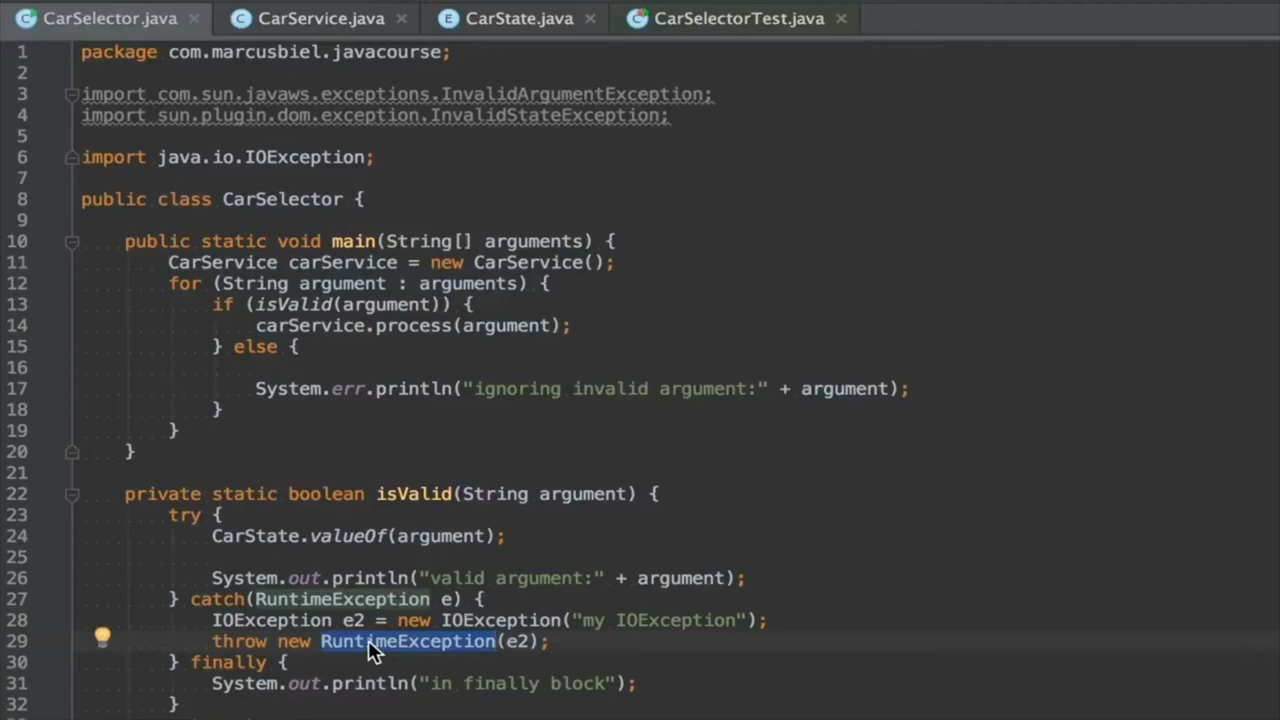 CarSelector.java CarService.java CarState.java CarSelectorTest.java
1 package com.marcusbiel.javacourse;
2
3 import com.sun.javaws.exceptions.InvalidArgumentException;
4 import sun.plugin.dom.exception.InvalidStateException;
5
6 import java.io.IOException;
7
8 public class CarSelector {
9
10 public static void main(String[] arguments) {
11 CarService carService = new CarService();
12 for (String argument : arguments) {
13 if (isValid(argument)) {
14 carService.process(argument);
15 } else {
16
17 System.err.println("ignoring invalid argument:" + argument);
18 }
19 }
20 }
21
22 private static boolean isValid(String argument) {
23 try {
24 CarState.valueOf(argument);
25
26 System.out.println("valid argument:" + argument);
27 } catch(RuntimeException e) {
28 IOException e2 = new IOException("my IOException");
29 throw new RuntimeException(e2);
30 } finally {
31 System.out.println("in finally block");
32 }